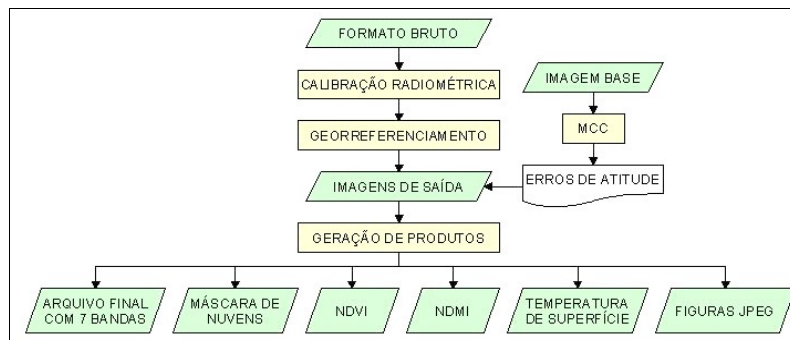 FORMATO BRUTO
CALIBRAÇÃO RADIOMÉTRICA
IMAGEM BASE
GEORREFERENCIAMENTO
MCC
IMAGENS DE SAÍDA
ERROS DE ATITUDE
GERAÇÃO DE PRODUTOS
ARQUIVO FINAL
COM 7 BANDAS
MÁSCARA DE
NUVENS
NDVI
NDMI
TEMPERATURA
DE SUPERFÍCIE
FIGURAS JPEG